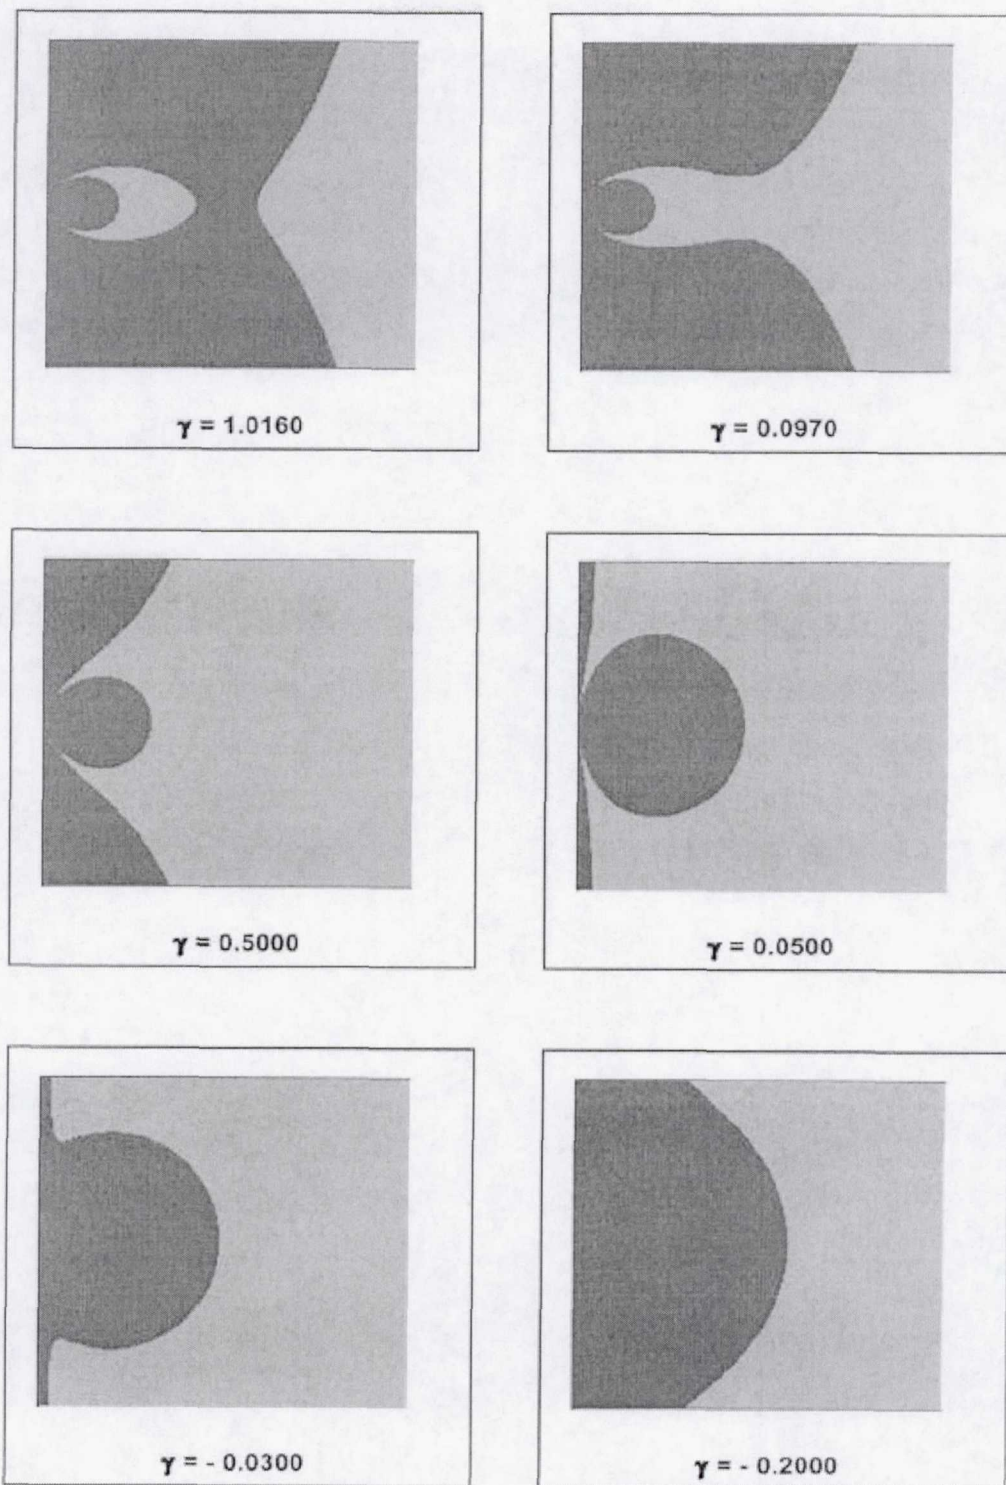 γ = 1.0160
γ = 0.0970
γ = 0.5000
γ = 0.0500
γ = - 0.0300
γ = - 0.2000